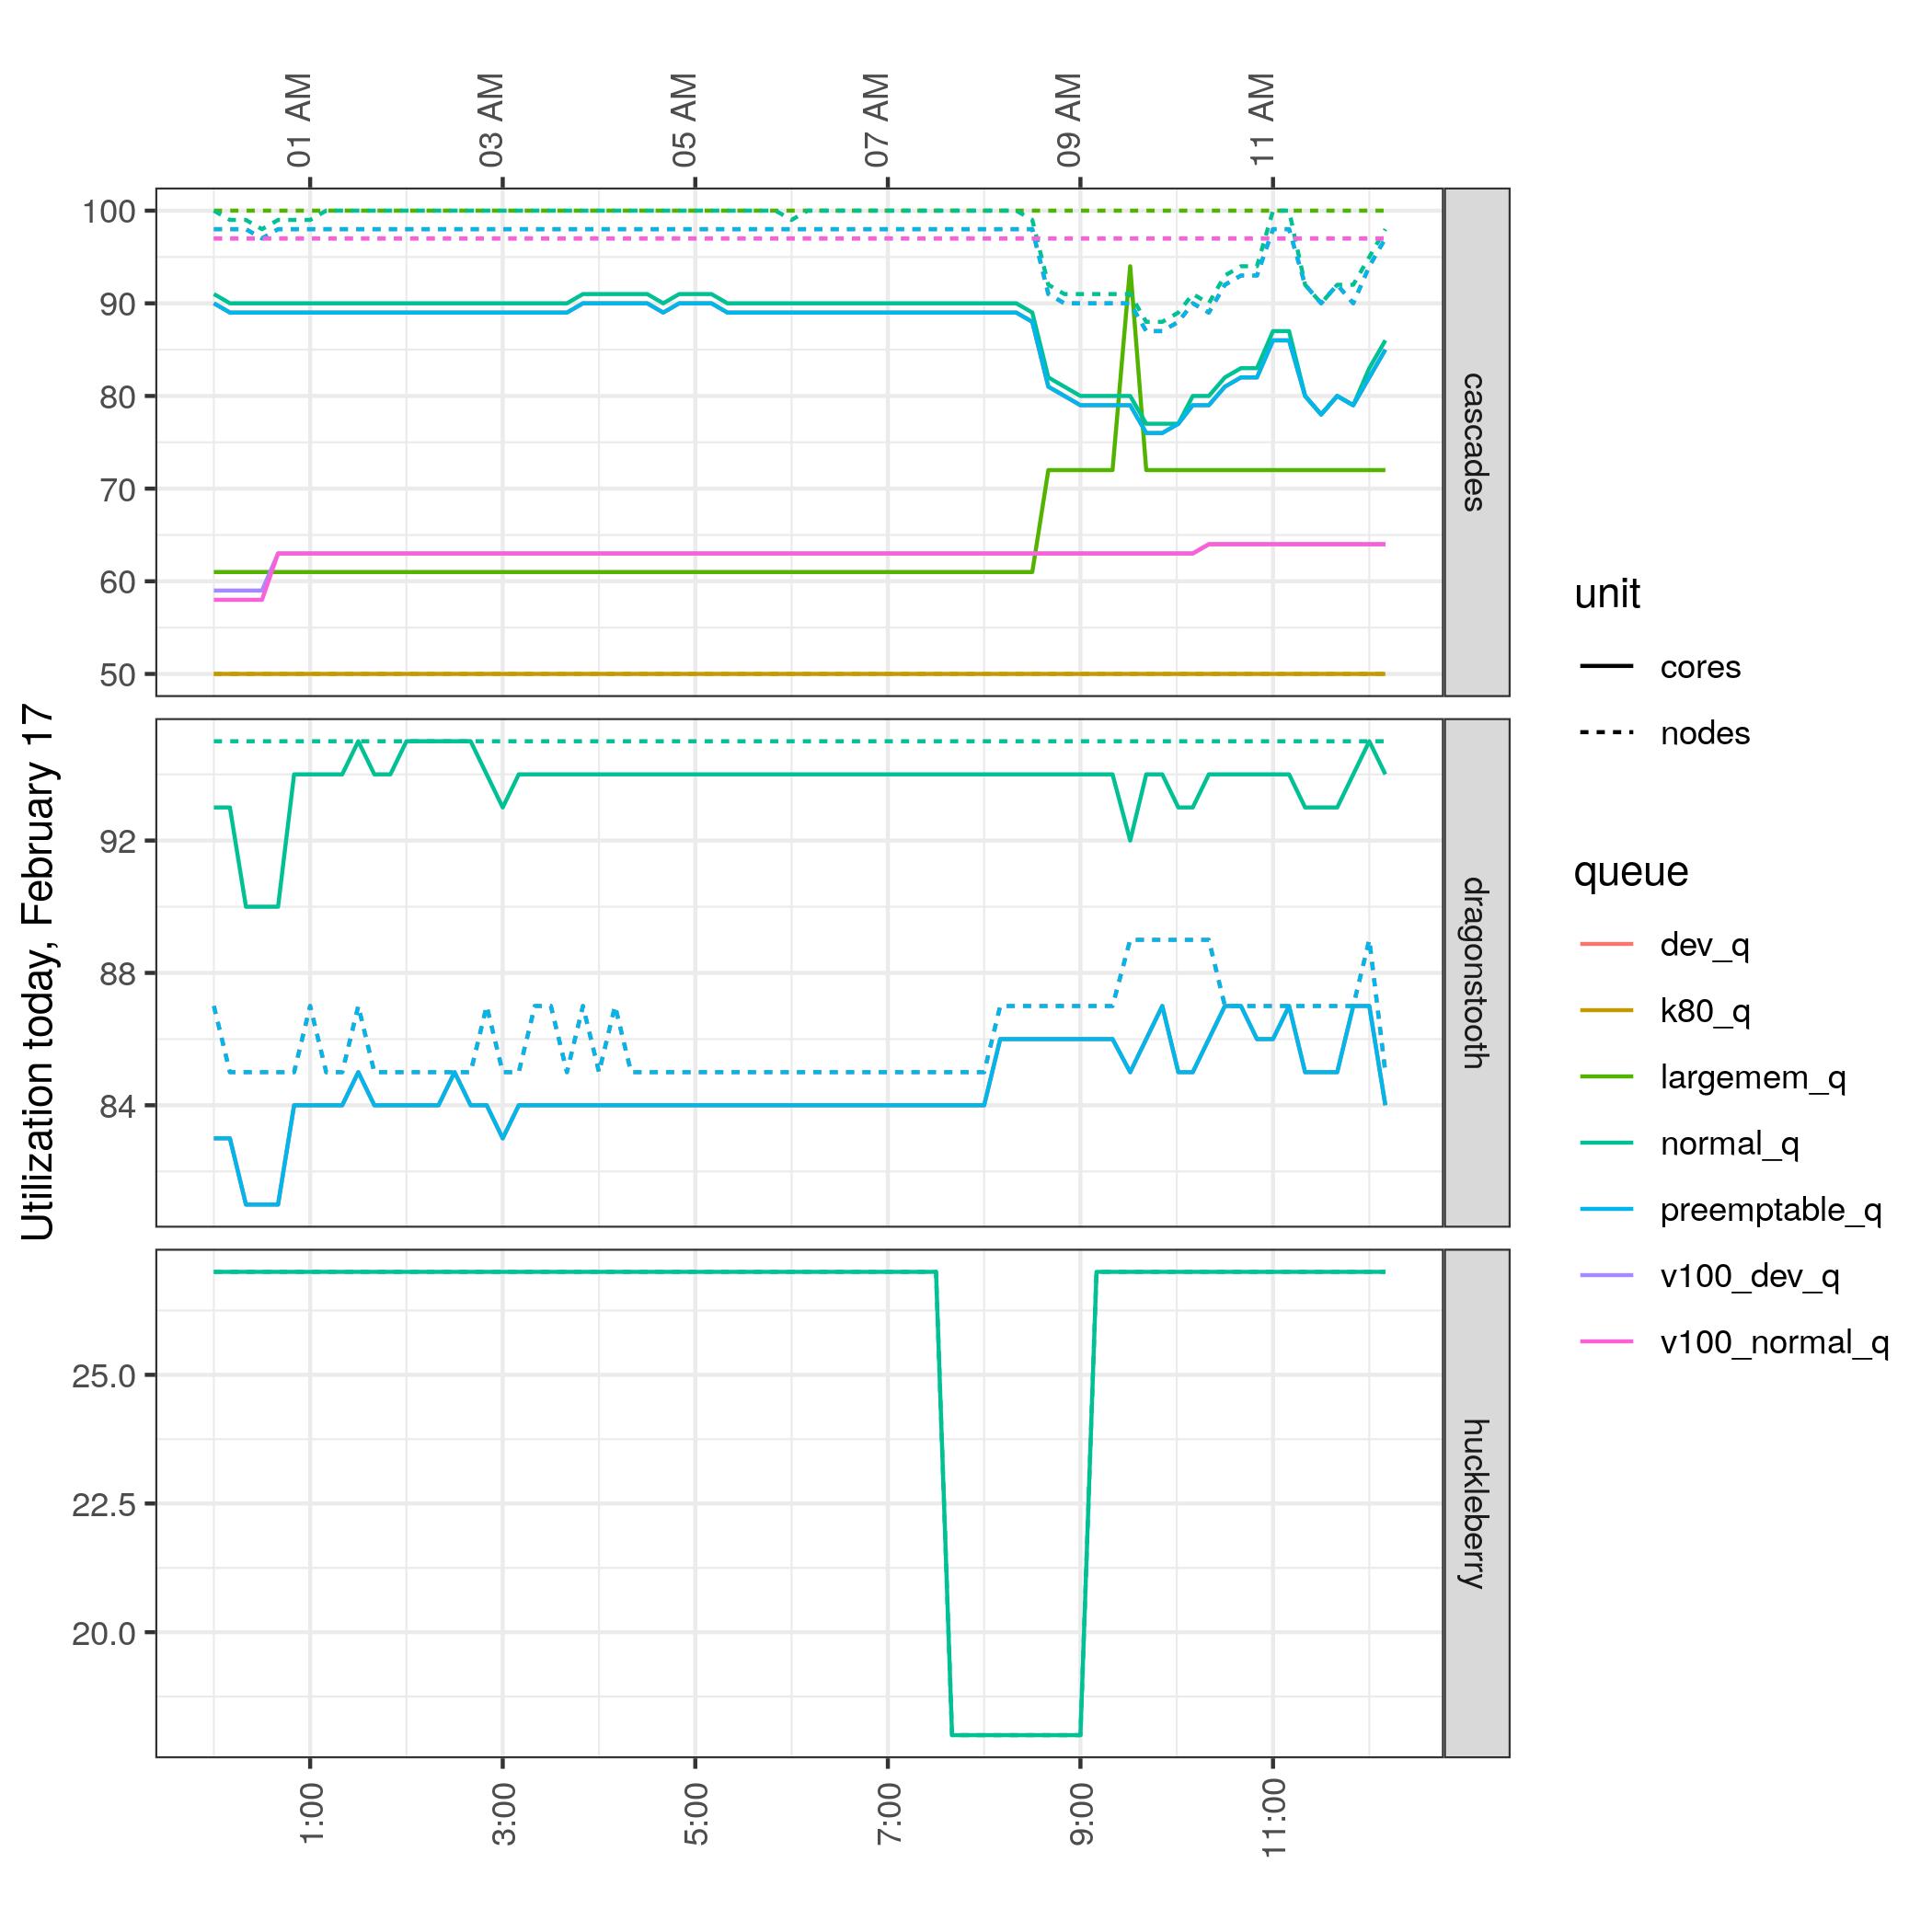 01 AM
03 AM
05 AM
07 AM
09 AM
11 AM
Utilization today, February 17
100
90
80
70
60
50
cascades
92
88
84
dragonstooth
25.0
22.5
20.0
huckleberry
1:00
3:00
5:00
7:00
9:00
11:00
unit
cores
nodes
queue
dev_q
k80_q
largemem_q
normal_q
preemptable_q
v100_dev_q
v100_normal_q